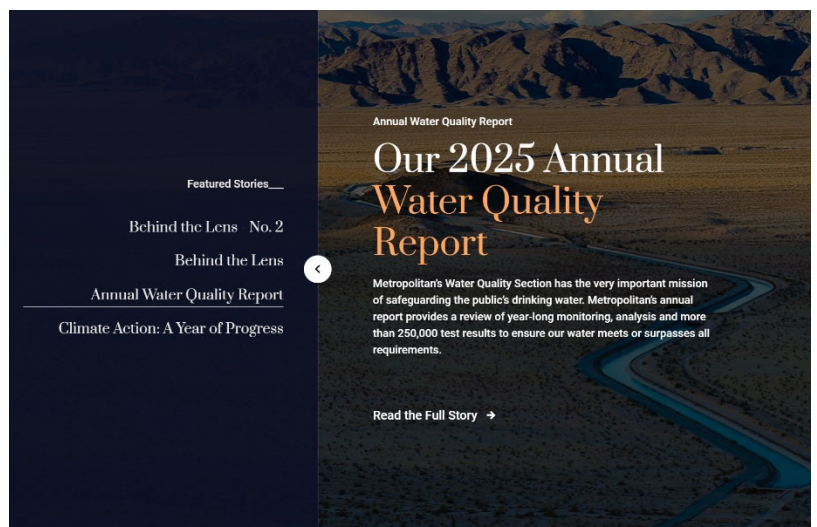 Featured Stories__
Behind the Lens - No. 2
Behind the Lens
Annual Water Quality Report
Climate Action: A Year of Progress
Annual Water Quality Report
Our 2025 Annual
Water Quality
Report
Metropolitan's Water Quality Section has the very important mission
of safeguarding the public's drinking water. Metropolitan's annual
report provides a review of year-long monitoring, analysis and more
than 250,000 test results to ensure our water meets or surpasses all
requirements.
Read the Full Story →